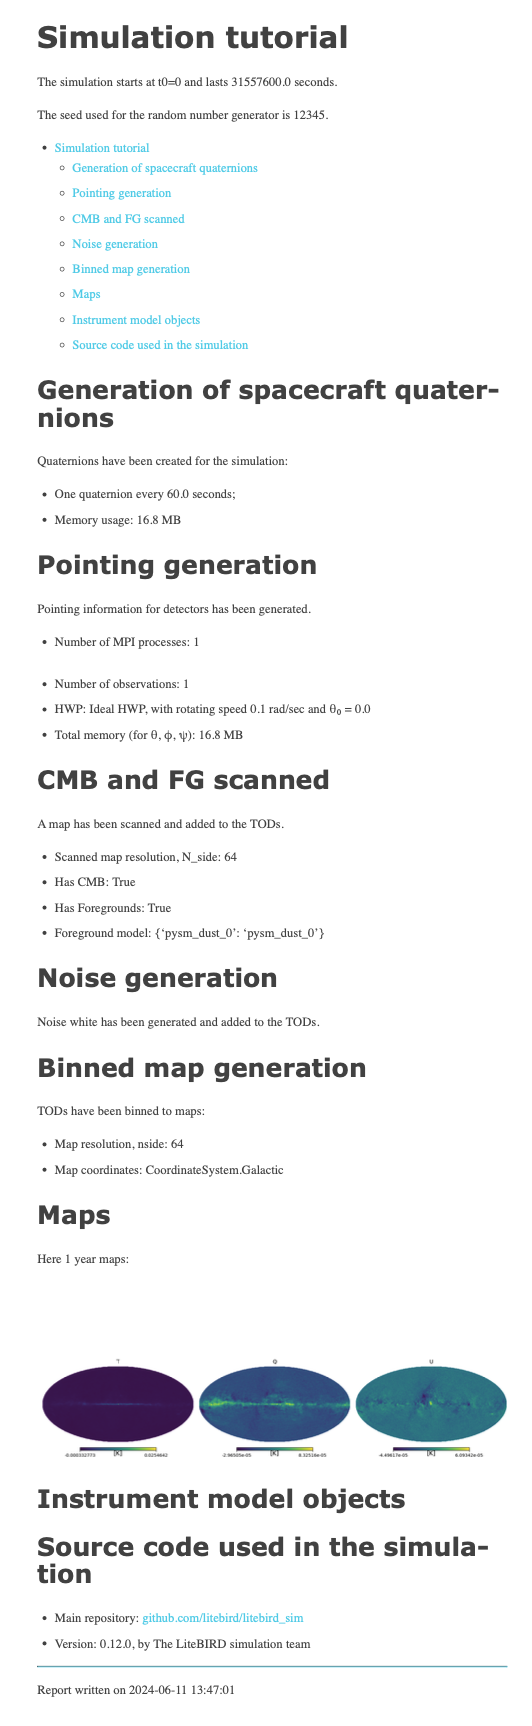 Simulation tutorial
The simulation starts at t0=0 and lasts 31557600.0 seconds.
The seed used for the random number generator is 12345.
• Simulation tutorial
◦ Generation of spacecraft quaternions
◦ Pointing generation
◦ CMB and FG scanned
◦ Noise generation
◦ Binned map generation
◦ Maps
◦ Instrument model objects
◦ Source code used in the simulation
Generation of spacecraft quater-
nions
Quaternions have been created for the simulation:
• One quaternion every 60.0 seconds;
• Memory usage: 16.8 MB
Pointing generation
Pointing information for detectors has been generated.
• Number of MPI processes: 1
• Number of observations: 1
• HWP: Ideal HWP, with rotating speed 0.1 rad/sec and θ₀ = 0.0
• Total memory (for θ, ϕ, ψ): 16.8 MB
CMB and FG scanned
A map has been scanned and added to the TODs.
• Scanned map resolution, N_side: 64
• Has CMB: True
• Has Foregrounds: True
• Foreground model: {‘pysm_dust_0’: ‘pysm_dust_0’}
Noise generation
Noise white has been generated and added to the TODs.
Binned map generation
TODs have been binned to maps:
• Map resolution, nside: 64
• Map coordinates: CoordinateSystem.Galactic
Maps
Here 1 year maps:
T Q U
[K] [K] [K]
-0.000332773 0.0254642 -2.96505e-05 8.32516e-05 -4.49617e-05 6.09342e-05
Instrument model objects
Source code used in the simula-
tion
• Main repository: github.com/litebird/litebird_sim
• Version: 0.12.0, by The LiteBIRD simulation team
Report written on 2024-06-11 13:47:01